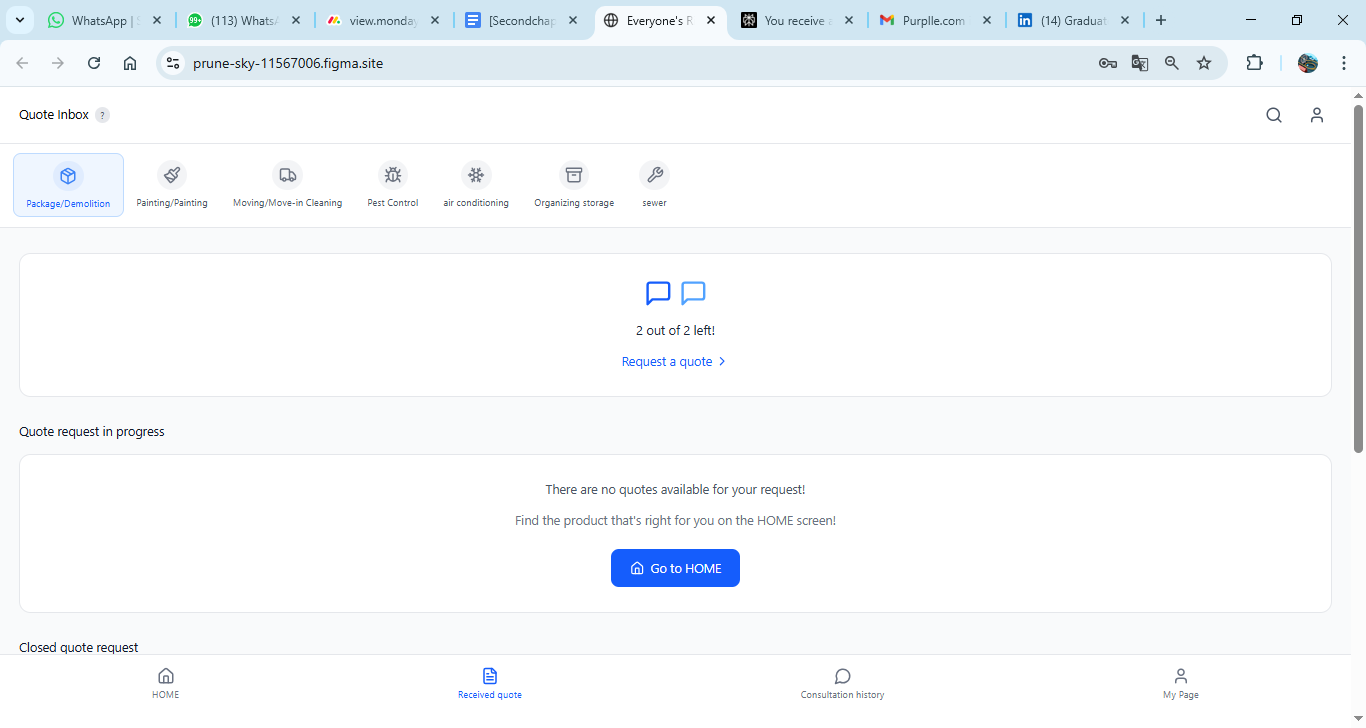 WhatsApp | S
99+
(113) WhatsA
view.monday
[Secondchap
Everyone's R
You receive a
Purplle.com
(14) Graduat
prune-sky-11567006.figma.site
Quote Inbox ?
Package/Demolition
Painting/Painting
Moving/Move-in Cleaning
Pest Control
air conditioning
Organizing storage
sewer
2 out of 2 left!
Request a quote
Quote request in progress
There are no quotes available for your request!
Find the product that's right for you on the HOME screen!
Go to HOME
Closed quote request
HOME
Received quote
Consultation history
My Page